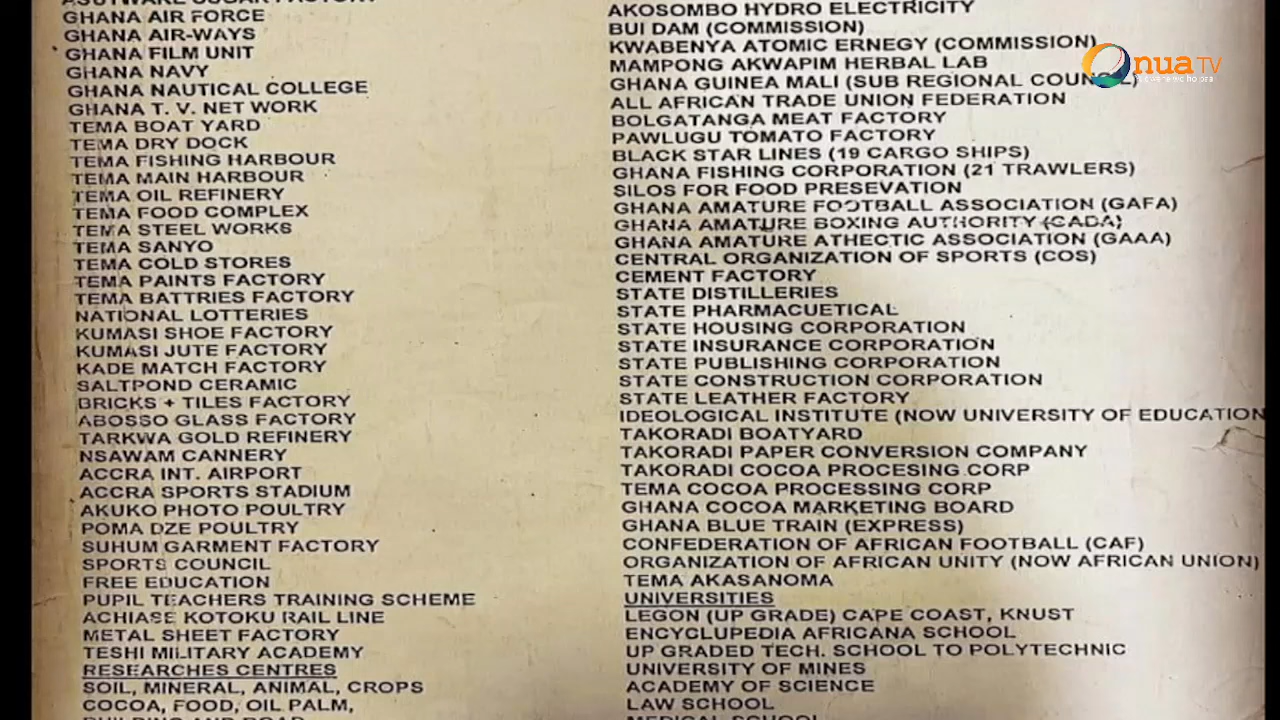 ASUTWARE SUGAR FACTORY
GHANA AIR FORCE
GHANA AIR-WAYS
GHANA FILM UNIT
GHANA NAVY
GHANA NAUTICAL COLLEGE
GHANA T. V. NET WORK
TEMA BOAT YARD
TEMA DRY DOCK
TEMA FISHING HARBOUR
TEMA MAIN HARBOUR
TEMA OIL REFINERY
TEMA FOOD COMPLEX
TEMA STEEL WORKS
TEMA SANYO
TEMA COLD STORES
TEMA PAINTS FACTORY
TEMA BATTRIES FACTORY
NATIONAL LOTTERIES
KUMASI SHOE FACTORY
KUMASI JUTE FACTORY
KADE MATCH FACTORY
SALTPOND CERAMIC
BRICKS + TILES FACTORY
ABOSSO GLASS FACTORY
TARKWA GOLD REFINERY
NSAWAM CANNERY
ACCRA INT. AIRPORT
ACCRA SPORTS STADIUM
AKUKO PHOTO POULTRY
POMA DZE POULTRY
SUHUM GARMENT FACTORY
SPORTS COUNCIL
FREE EDUCATION
PUPIL TEACHERS TRAINING SCHEME
ACHIASE KOTOKU RAIL LINE
METAL SHEET FACTORY
TESHI MILITARY ACADEMY
RESEARCHES CENTRES
SOIL, MINERAL, ANIMAL, CROPS
COCOA, FOOD, OIL PALM,
BUILDING AND ROAD
AKOSOMBO HYDRO ELECTRICITY
BUI DAM (COMMISSION)
KWABENYA ATOMIC ERNEGY (COMMISSION)
MAMPONG AKWAPIM HERBAL LAB
GHANA GUINEA MALI (SUB REGIONAL COUNCIL)
ALL AFRICAN TRADE UNION FEDERATION
BOLGATANGA MEAT FACTORY
PAWLUGU TOMATO FACTORY
BLACK STAR LINES (19 CARGO SHIPS)
GHANA FISHING CORPORATION (21 TRAWLERS)
SILOS FOR FOOD PRESEVATION
GHANA AMATURE FOOTBALL ASSOCIATION (GAFA)
GHANA AMATURE BOXING AUTHORITY (CADA)
GHANA AMATURE ATHECTIC ASSOCIATION (GAAA)
CENTRAL ORGANIZATION OF SPORTS (COS)
CEMENT FACTORY
STATE DISTILLERIES
STATE PHARMACUETICAL
STATE HOUSING CORPORATION
STATE INSURANCE CORPORATION
STATE PUBLISHING CORPORATION
STATE CONSTRUCTION CORPORATION
STATE LEATHER FACTORY
IDEOLOGICAL INSTITUTE (NOW UNIVERSITY OF EDUCATION
TAKORADI BOATYARD
TAKORADI PAPER CONVERSION COMPANY
TAKORADI COCOA PROCESING CORP
TEMA COCOA PROCESSING CORP
GHANA COCOA MARKETING BOARD
GHANA BLUE TRAIN (EXPRESS)
CONFEDERATION OF AFRICAN FOOTBALL (CAF)
ORGANIZATION OF AFRICAN UNITY (NOW AFRICAN UNION)
TEMA AKASANOMA
UNIVERSITIES
LEGON (UP GRADE) CAPE COAST, KNUST
ENCYCLUPEDIA AFRICANA SCHOOL
UP GRADED TECH. SCHOOL TO POLYTECHNIC
UNIVERSITY OF MINES
ACADEMY OF SCIENCE
LAW SCHOOL
MEDICAL SCHOOL
Onua TV